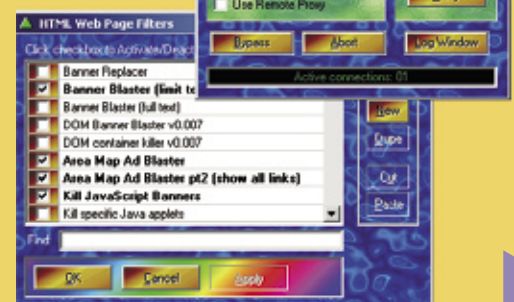 Use Remote Proxy
Bypass Abort Log Window
Active connections: 01
HTML Web Page Filters
Click checkbox to Activate/Deact
Banner Replacer
Banner Blaster (limit te
Banner Blaster (full text)
DOM Banner Blaster v0.007
DOM container killer v0.007
Area Map Ad Blaster
Area Map Ad Blaster pt2 (show all links)
Kill JavaScript Banners
Kill specific Java applets
New
Dupe
Cut
Paste
Find
OK Cancel Apply